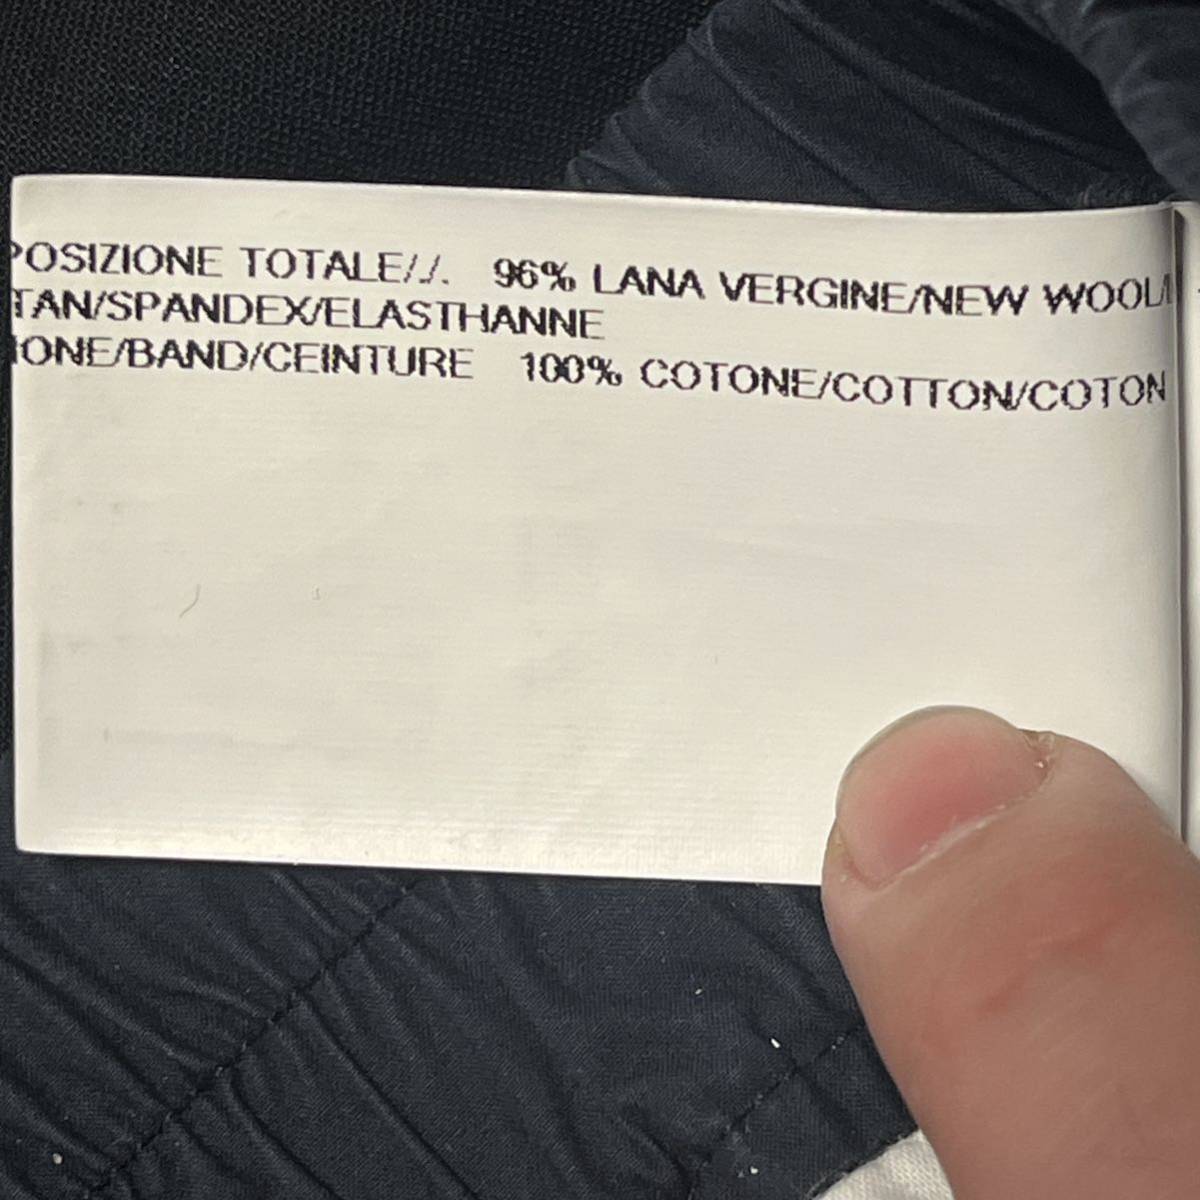 POSIZIONE TOTALE/./. 96% LANA VERGINE/NEW WOOL/
TAN/SPANDEX/ELASTHANNE
IONE/BAND/CEINTURE 100% COTONE/COTTON/COTON